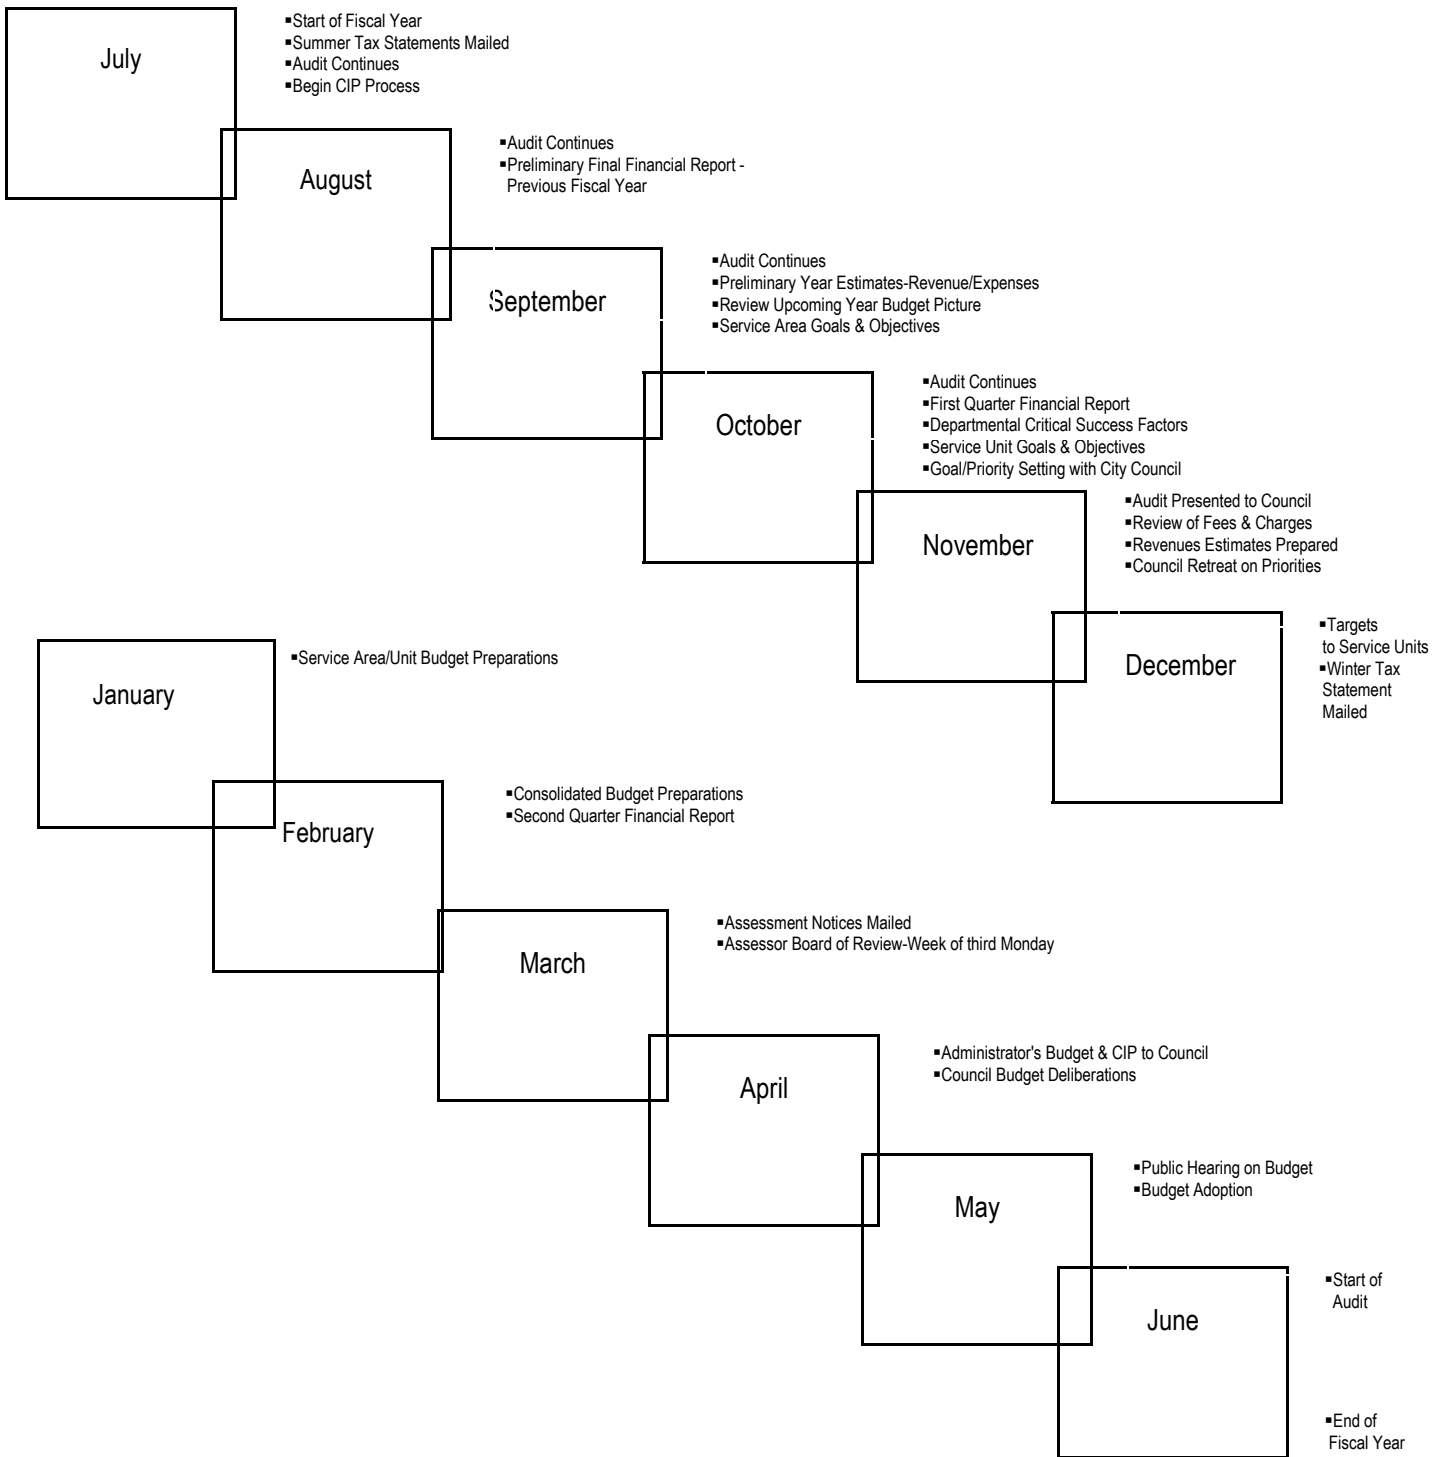 July
▪Start of Fiscal Year
▪Summer Tax Statements Mailed
▪Audit Continues
▪Begin CIP Process
August
▪Audit Continues
▪Preliminary Final Financial Report -
Previous Fiscal Year
September
▪Audit Continues
▪Preliminary Year Estimates-Revenue/Expenses
▪Review Upcoming Year Budget Picture
▪Service Area Goals & Objectives
October
▪Audit Continues
▪First Quarter Financial Report
▪Departmental Critical Success Factors
▪Service Unit Goals & Objectives
▪Goal/Priority Setting with City Council
November
▪Audit Presented to Council
▪Review of Fees & Charges
▪Revenues Estimates Prepared
▪Council Retreat on Priorities
December
▪Targets
to Service Units
▪Winter Tax
Statement
Mailed
January
▪Service Area/Unit Budget Preparations
February
▪Consolidated Budget Preparations
▪Second Quarter Financial Report
March
▪Assessment Notices Mailed
▪Assessor Board of Review-Week of third Monday
April
▪Administrator's Budget & CIP to Council
▪Council Budget Deliberations
May
▪Public Hearing on Budget
▪Budget Adoption
June
▪Start of
Audit
▪End of
Fiscal Year